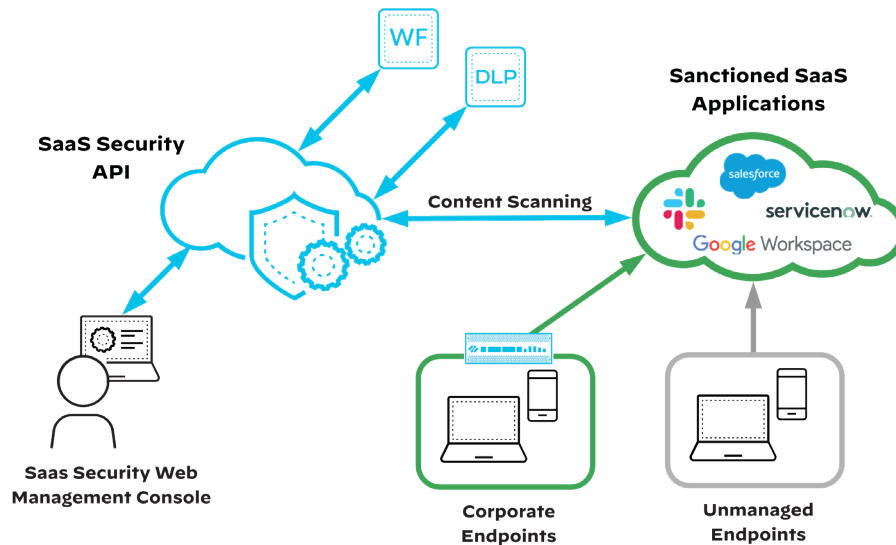 WF
DLP
SaaS Security
API
Sanctioned SaaS
Applications
salesforce
servicenow
Google Workspace
Content Scanning
Saas Security Web
Management Console
Corporate
Endpoints
Unmanaged
Endpoints